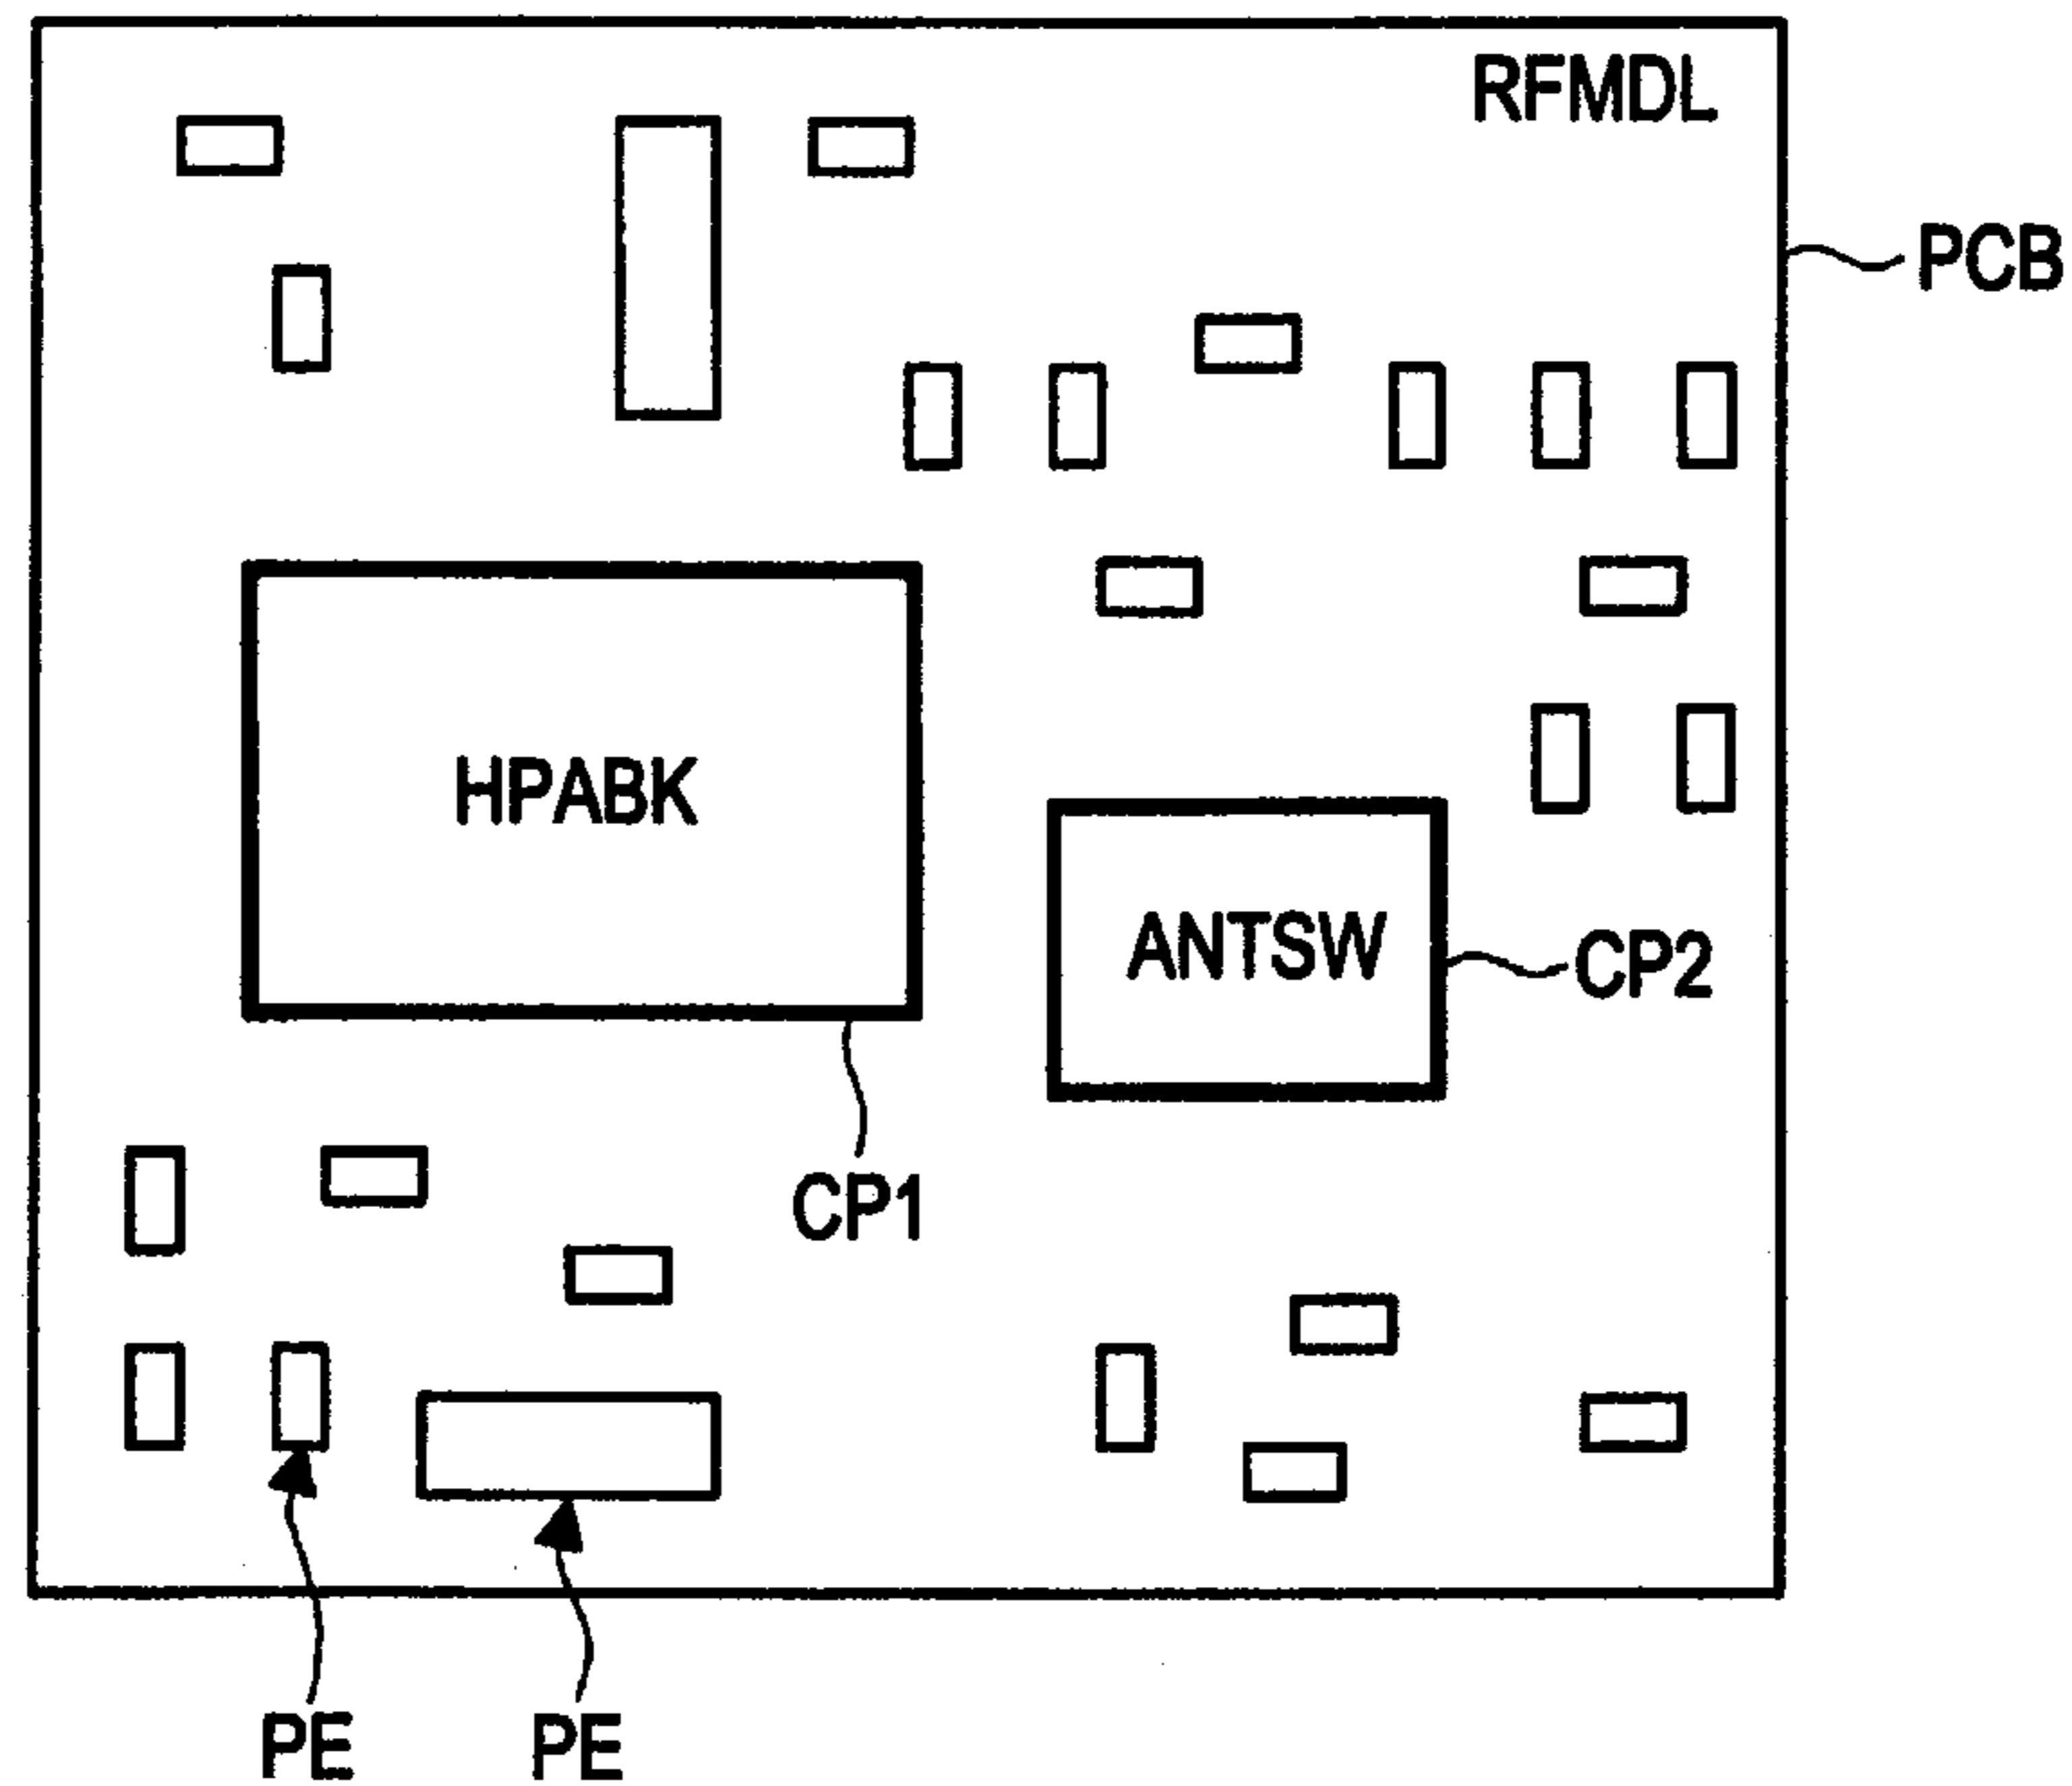 RFMDL
PCB
HPABK
ANTSW
CP2
CP1
PE
PE